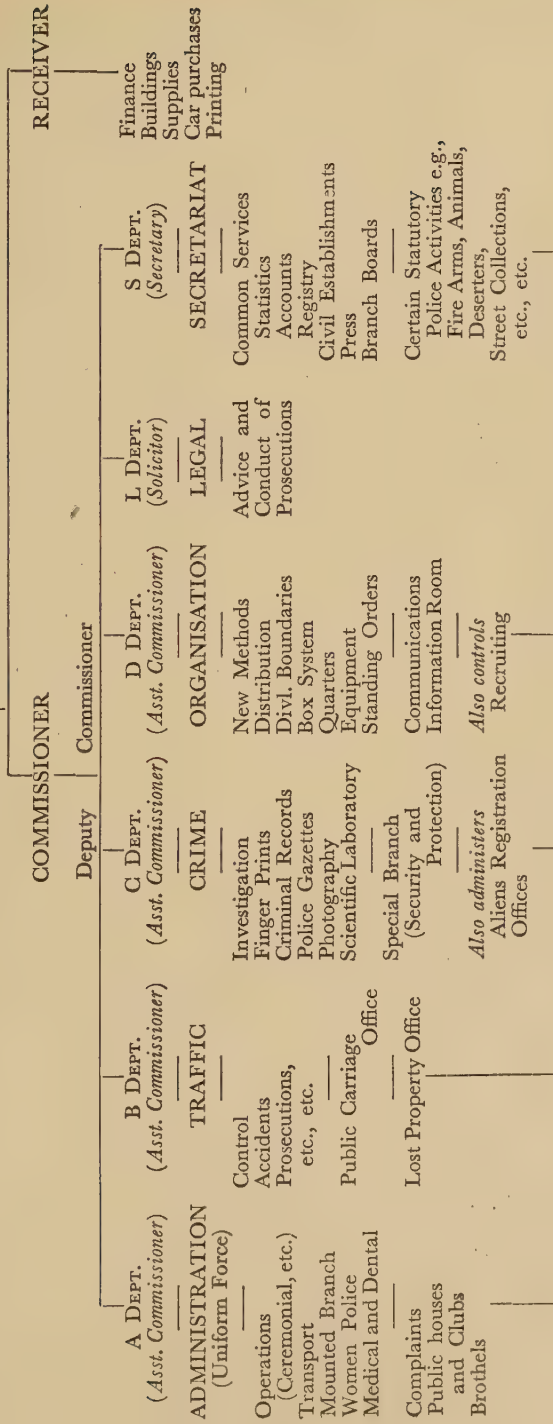 COMMISSIONER
RECEIVER
Deputy Commissioner
Finance
Buildings
Supplies
Car purchases
Printing
A DEPT.
(Asst. Commissioner)
ADMINISTRATION
(Uniform Force)
Operations
(Ceremonial, etc.)
Transport
Mounted Branch
Women Police
Medical and Dental
Complaints
Public houses
and Clubs
Brothels
B DEPT.
(Asst. Commissioner)
TRAFFIC
Control
Accidents
Prosecutions,
etc., etc.
Public Carriage
Office
Lost Property Office
C DEPT.
(Asst. Commissioner)
CRIME
Investigation
Finger Prints
Criminal Records
Police Gazettes
Photography
Scientific Laboratory
Special Branch
(Security and
Protection)
Also administers
Aliens Registration
Offices
D DEPT.
(Asst. Commissioner)
ORGANISATION
New Methods
Distribution
Divl. Boundaries
Box System
Quarters
Equipment
Standing Orders
Communications
Information Room
Also controls
Recruiting
L DEPT.
(Solicitor)
LEGAL
Advice and
Conduct of
Prosecutions
S DEPT.
(Secretary)
SECRETARIAT
Common Services
Statistics
Accounts
Registry
Civil Establishments
Press
Branch Boards
Certain Statutory
Police Activities e.g.,
Fire Arms, Animals,
Deserters,
Street Collections,
etc., etc.